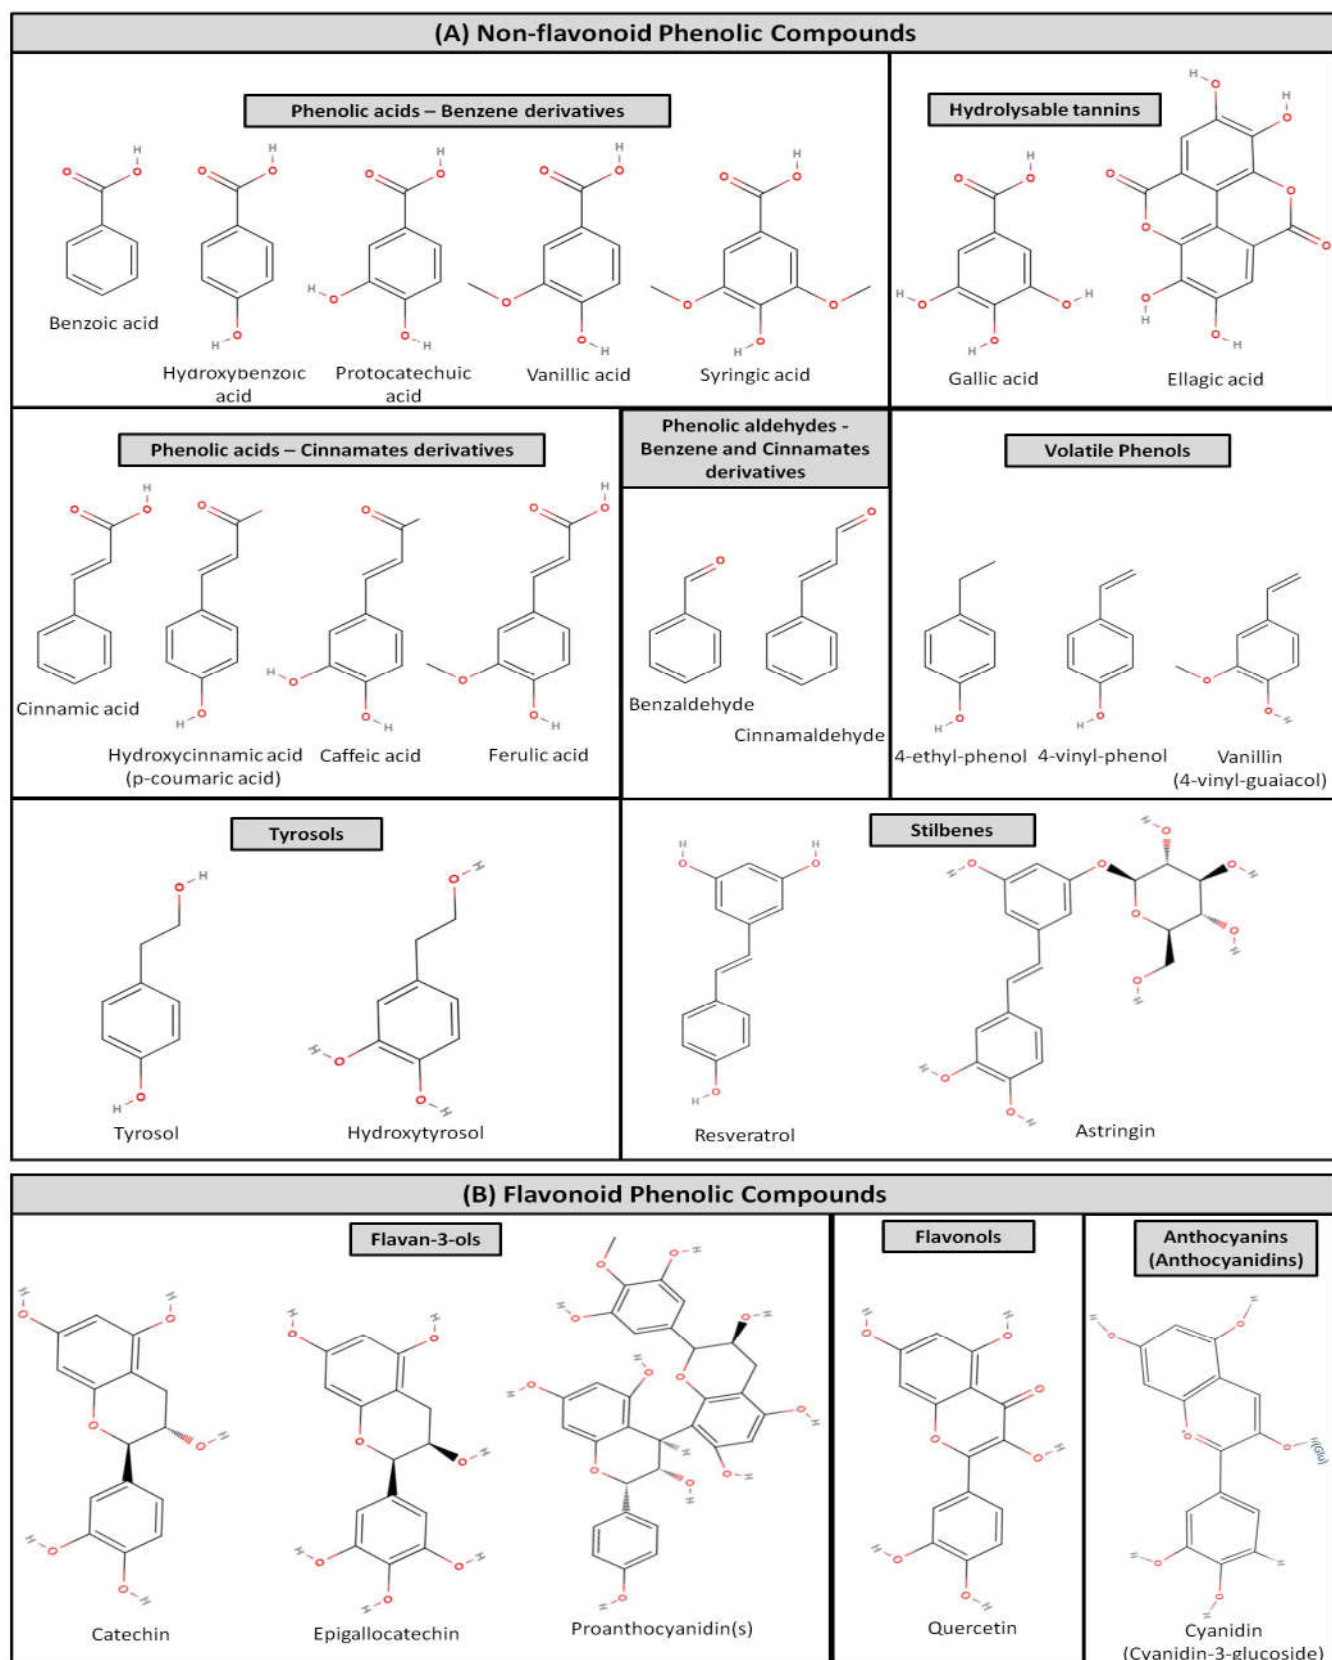 (A) Non-flavonoid Phenolic Compounds
Phenolic acids – Benzene derivatives
Benzoic acid
Hydroxybenzoic
acid
Protocatechuic
acid
Vanillic acid
Syringic acid
Hydrolysable tannins
Gallic acid
Ellagic acid
Phenolic acids – Cinnamates derivatives
Cinnamic acid
Hydroxycinnamic acid
(p-coumaric acid)
Caffeic acid
Ferulic acid
Phenolic aldehydes -
Benzene and Cinnamates
derivatives
Benzaldehyde
Cinnamaldehyde
Volatile Phenols
4-ethyl-phenol
4-vinyl-phenol
Vanillin
(4-vinyl-guaiacol)
Tyrosols
Tyrosol
Hydroxytyrosol
Stilbenes
Resveratrol
Astringin
(B) Flavonoid Phenolic Compounds
Flavan-3-ols
Catechin
Epigallocatechin
Proanthocyanidin(s)
Flavonols
Quercetin
Anthocyanins
(Anthocyanidins)
H(Glu)
Cyanidin
(Cyanidin-3-glucoside)